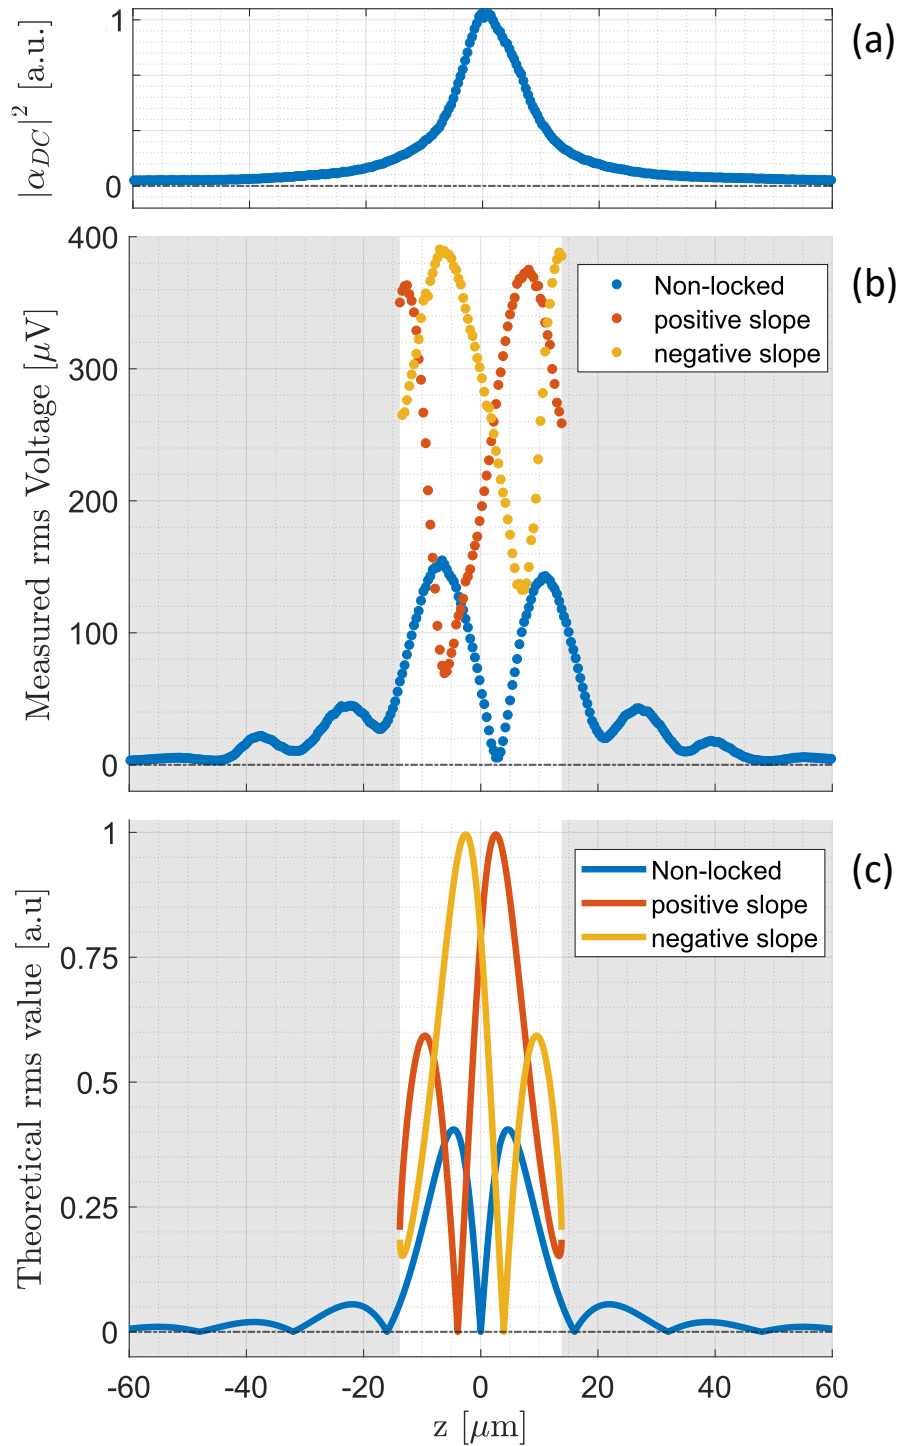 (a)
|α_DC|² [a.u.]
1
0
(b)
Measured rms Voltage [μV]
400
300
200
100
0
Non-locked
positive slope
negative slope
(c)
Theoretical rms value [a.u]
1
0.75
0.5
0.25
0
Non-locked
positive slope
negative slope
-60 -40 -20 0 20 40 60
z [μm]